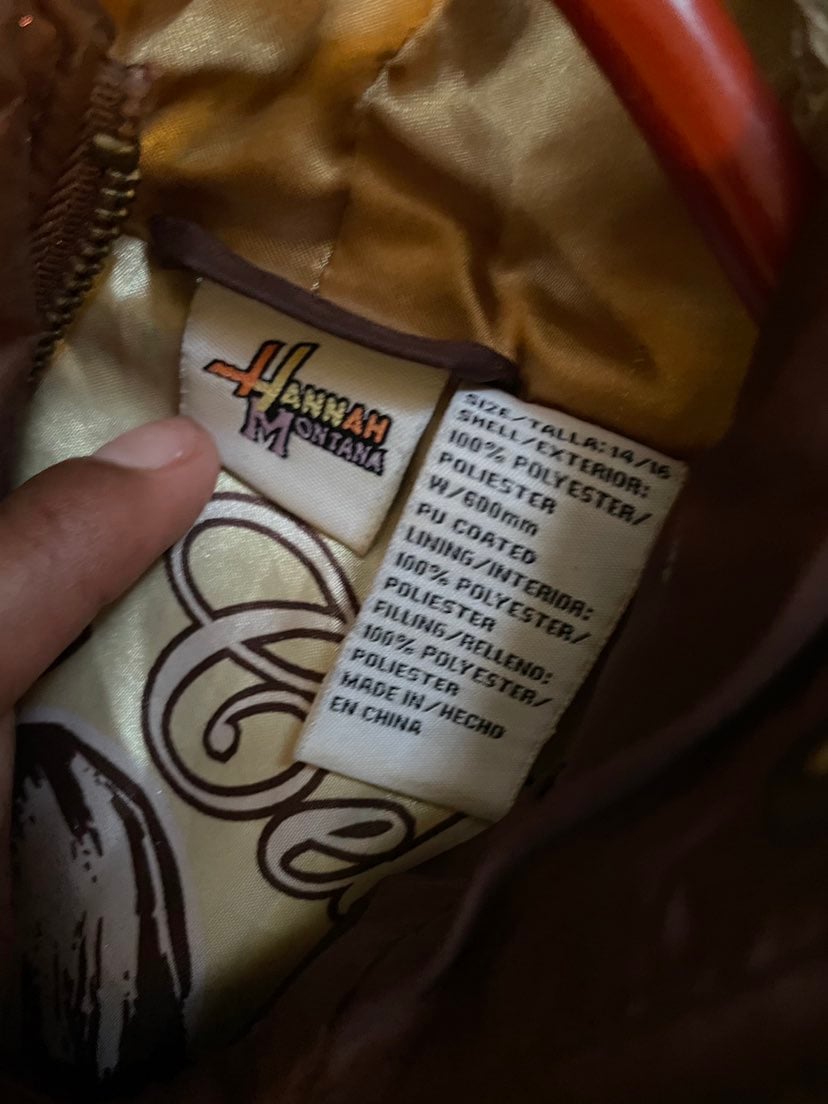 HANNAH
MONTANA
SIZE/TALLA:14/16
SHELL/EXTERIOR:
100% POLYESTER/
POLIESTER
W/600mm
PU COATED
LINING/INTERIOR:
100% POLYESTER/
POLIESTER
FILLING/RELLENO:
100% POLYESTER/
POLIESTER
MADE IN/HECHO
EN CHINA